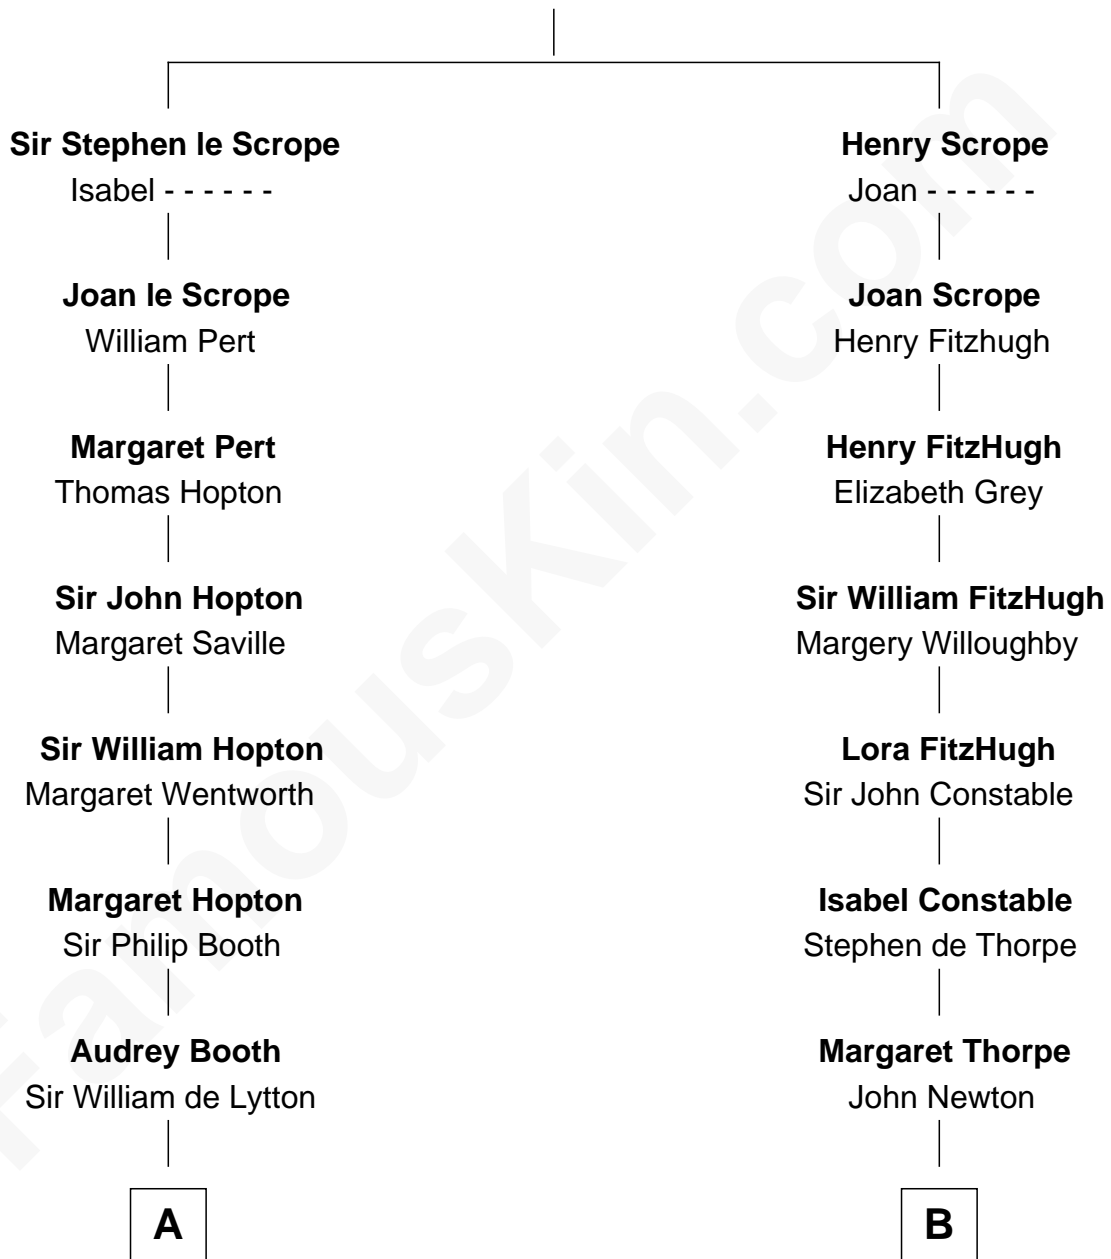 Sir Stephen le Scrope
Isabel - - - - - -
Joan le Scrope
William Pert
Margaret Pert
Thomas Hopton
Sir John Hopton
Margaret Saville
Sir William Hopton
Margaret Wentworth
Margaret Hopton
Sir Philip Booth
Audrey Booth
Sir William de Lytton
A
Henry Scrope
Joan - - - - - -
Joan Scrope
Henry Fitzhugh
Henry FitzHugh
Elizabeth Grey
Sir William FitzHugh
Margery Willoughby
Lora FitzHugh
Sir John Constable
Isabel Constable
Stephen de Thorpe
Margaret Thorpe
John Newton
B
FamousKin.com